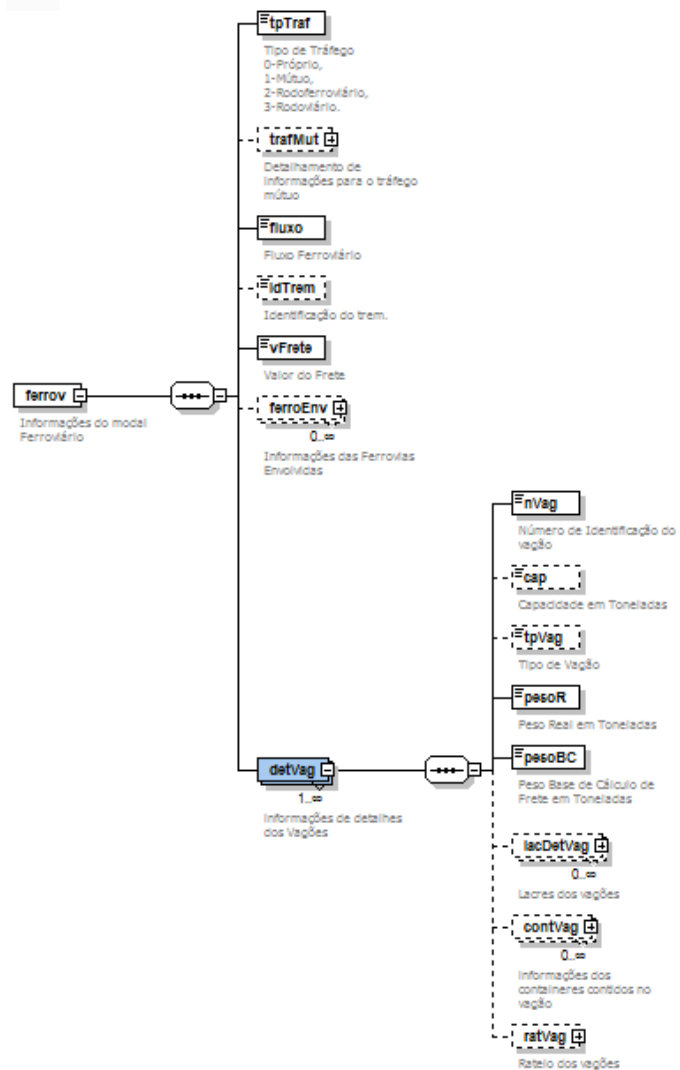 tpTraf
Tipo de Tráfego
0-Próprio,
1-Mútuo,
2-Rodoferroviário,
3-Rodoviário.
trafMut
Detalhamento de
informações para o tráfego
mútuo
fluxo
Fluxo Ferroviário
idTrem
Identificação do trem.
vFrete
Valor do Frete
ferrov
Informações do modal
Ferroviário
ferroEnv
0..∞
Informações das Ferrovias
Envolvidas
detVag
1..∞
Informações de detalhes
dos Vagões
nVag
Número de Identificação do
vagão
cap
Capacidade em Toneladas
tpVag
Tipo de Vagão
pesoR
Peso Real em Toneladas
pesoBC
Peso Base de Cálculo de
Frete em Toneladas
lacDetVag
0..∞
Lacres dos vagões
contVag
0..∞
Informações dos
containeres contidos no
vagão
ratVag
Rateio dos vagões